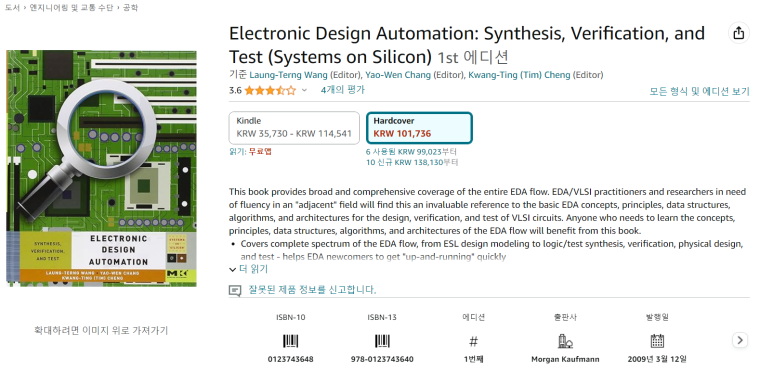 도서 › 엔지니어링 및 교통 수단 › 공학
Electronic Design Automation: Synthesis, Verification, and
Test (Systems on Silicon) 1st 에디션
기준 Laung-Terng Wang (Editor), Yao-Wen Chang (Editor), Kwang-Ting (Tim) Cheng (Editor)
3.6 4개의 평가
모든 형식 및 에디션 보기
Kindle
KRW 35,730 - KRW 114,541
읽기: 무료앱
Hardcover
KRW 101,736
6 사용됨 KRW 99,023부터
10 신규 KRW 138,130부터
This book provides broad and comprehensive coverage of the entire EDA flow. EDA/VLSI practitioners and researchers in need
of fluency in an "adjacent" field will find this an invaluable reference to the basic EDA concepts, principles, data structures,
algorithms, and architectures for the design, verification, and test of VLSI circuits. Anyone who needs to learn the concepts,
principles, data structures, algorithms, and architectures of the EDA flow will benefit from this book.
• Covers complete spectrum of the EDA flow, from ESL design modeling to logic/test synthesis, verification, physical design,
and test - helps EDA newcomers to get "up-and-running" quickly
더 읽기
잘못된 제품 정보를 신고합니다.
SYNTHESIS,
VERIFICATION,
AND TEST
ELECTRONIC
DESIGN
AUTOMATION
LAUNG-TERNG WANG YAO-WEN CHANG
KWANG-TING (TIM) CHENG
확대하려면 이미지 위로 가져가기
ISBN-10
0123743648
ISBN-13
978-0123743640
에디션
#
1번째
출판사
Morgan Kaufmann
발행일
2009년 3월 12일